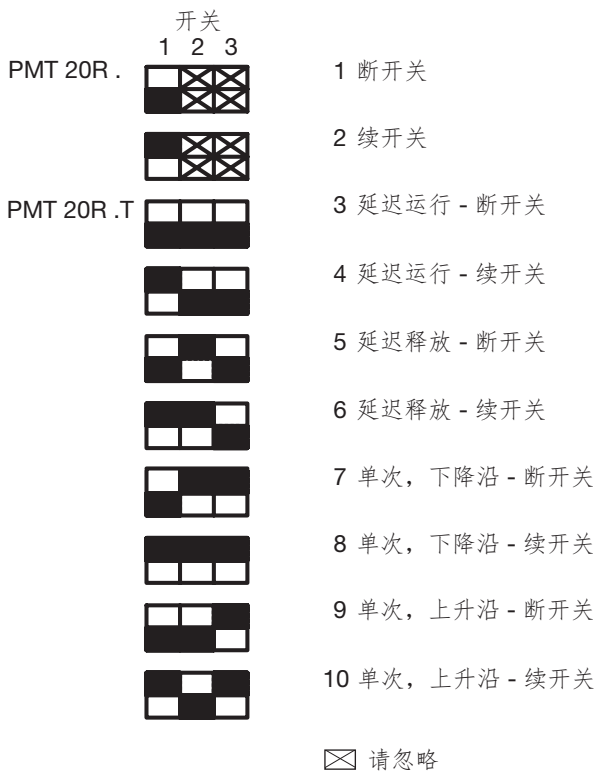 开关
1 2 3
PMT 20R .
1 断开关
2 续开关
PMT 20R .T
3 延迟运行 - 断开关
4 延迟运行 - 续开关
5 延迟释放 - 断开关
6 延迟释放 - 续开关
7 单次，下降沿 - 断开关
8 单次，下降沿 - 续开关
9 单次，上升沿 - 断开关
10 单次，上升沿 - 续开关
请忽略